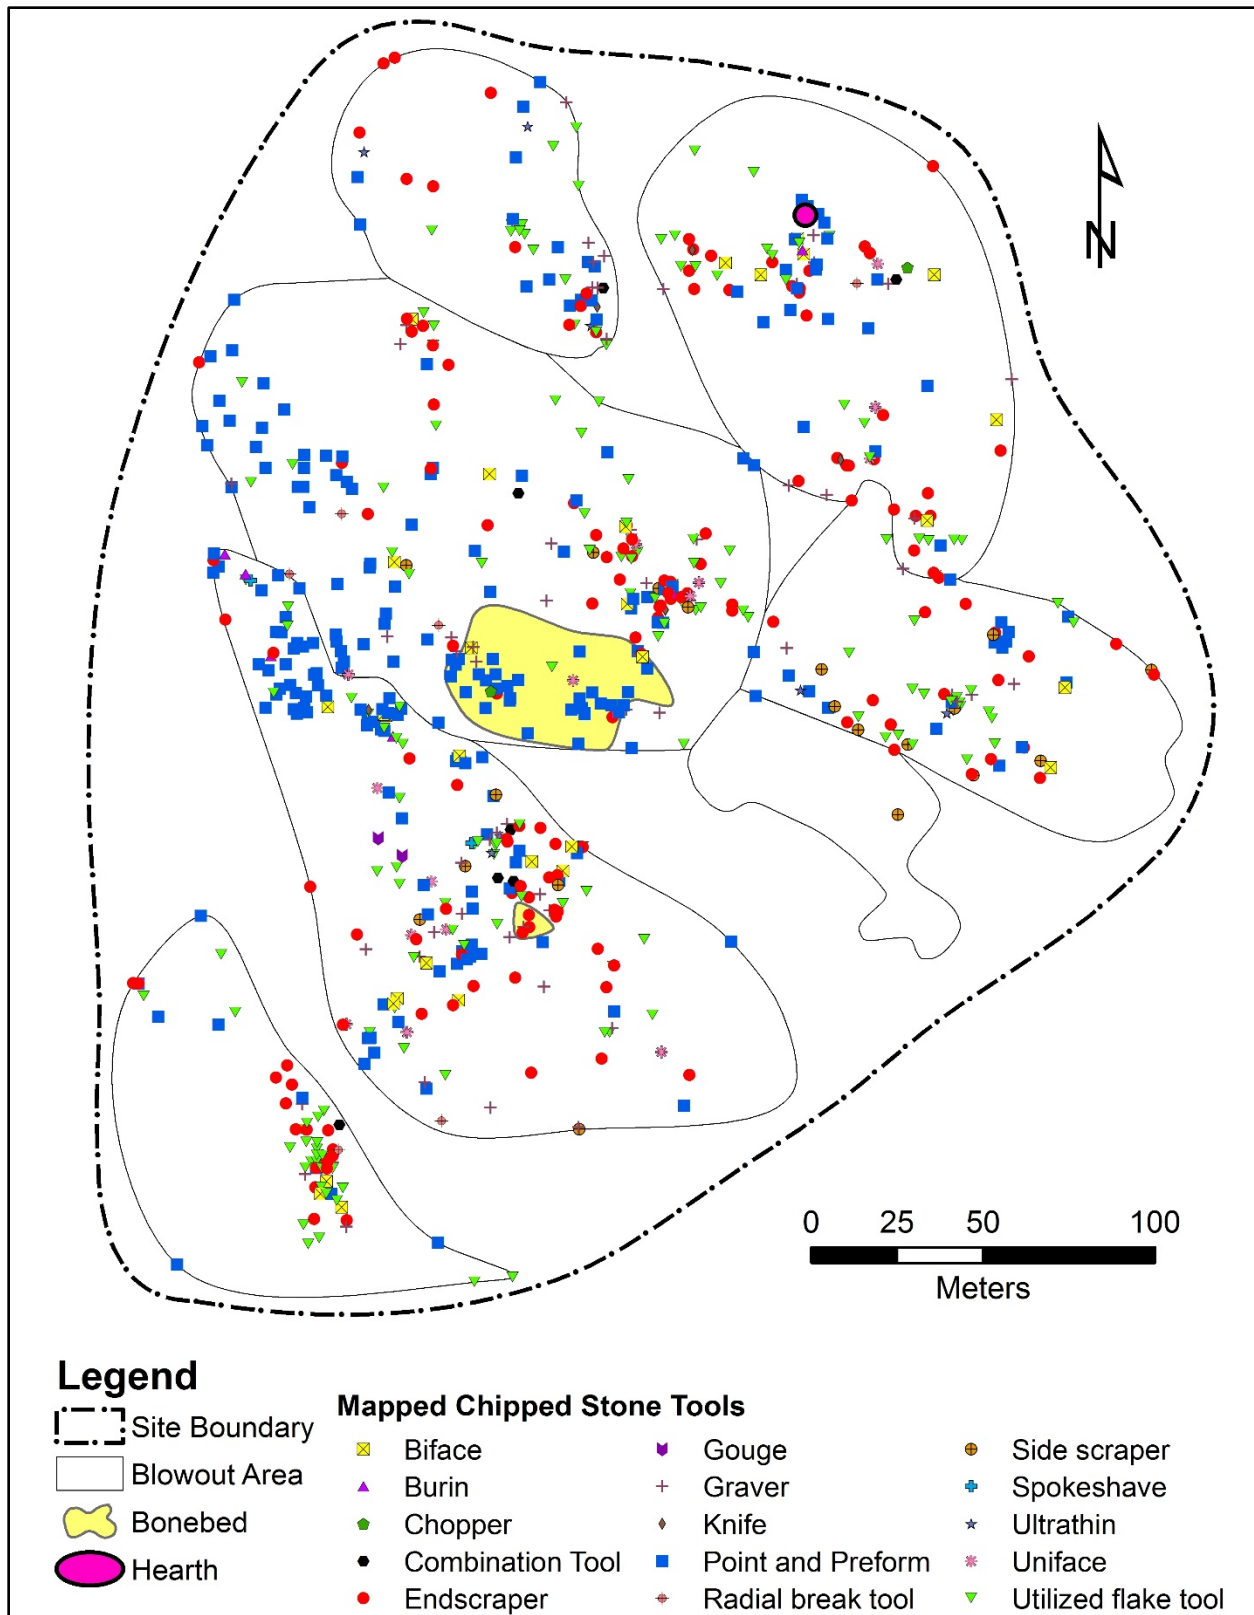 N
0 25 50 100
Meters
Legend
Site Boundary
Blowout Area
Bonebed
Hearth
Mapped Chipped Stone Tools
Biface
Burin
Chopper
Combination Tool
Endscraper
Gouge
Graver
Knife
Point and Preform
Radial break tool
Side scraper
Spokeshave
Ultrathin
Uniface
Utilized flake tool